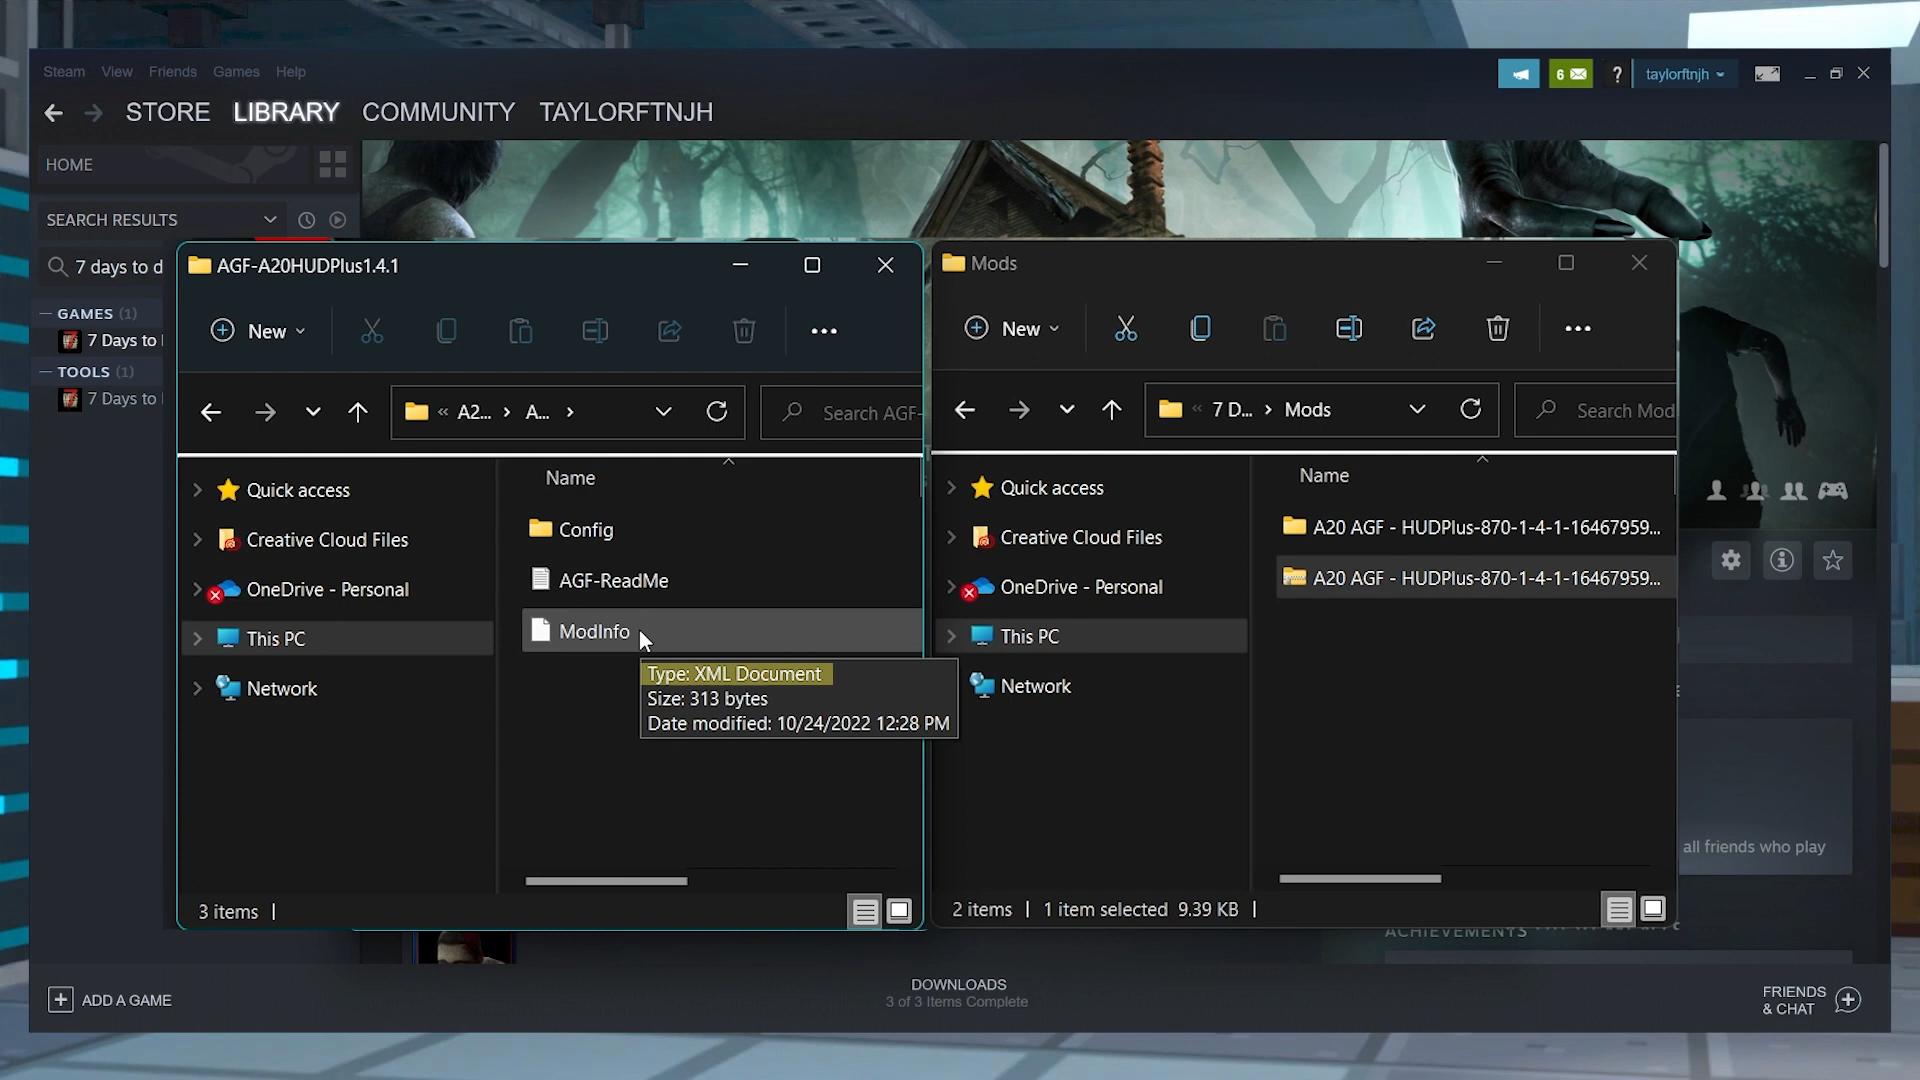 Steam View Friends Games Help
6 ? taylorftnjh
STORE LIBRARY COMMUNITY TAYLORFTNJH
HOME
SEARCH RESULTS
7 days to d
— GAMES (1)
7 Days to
— TOOLS (1)
7 Days to
AGF-A20HUDPlus1.4.1
New
« A2... › A... ›
Search AGF-
Quick access
Creative Cloud Files
OneDrive - Personal
This PC
Network
Name
Config
AGF-ReadMe
ModInfo
Type: XML Document
Size: 313 bytes
Date modified: 10/24/2022 12:28 PM
3 items
Mods
New
« 7 D... › Mods
Search Mod
Quick access
Creative Cloud Files
OneDrive - Personal
This PC
Network
Name
A20 AGF - HUDPlus-870-1-4-1-16467959...
A20 AGF - HUDPlus-870-1-4-1-16467959...
2 items | 1 item selected 9.39 KB
all friends who play
ACHIEVEMENTS
ADD A GAME
DOWNLOADS
3 of 3 Items Complete
FRIENDS
& CHAT